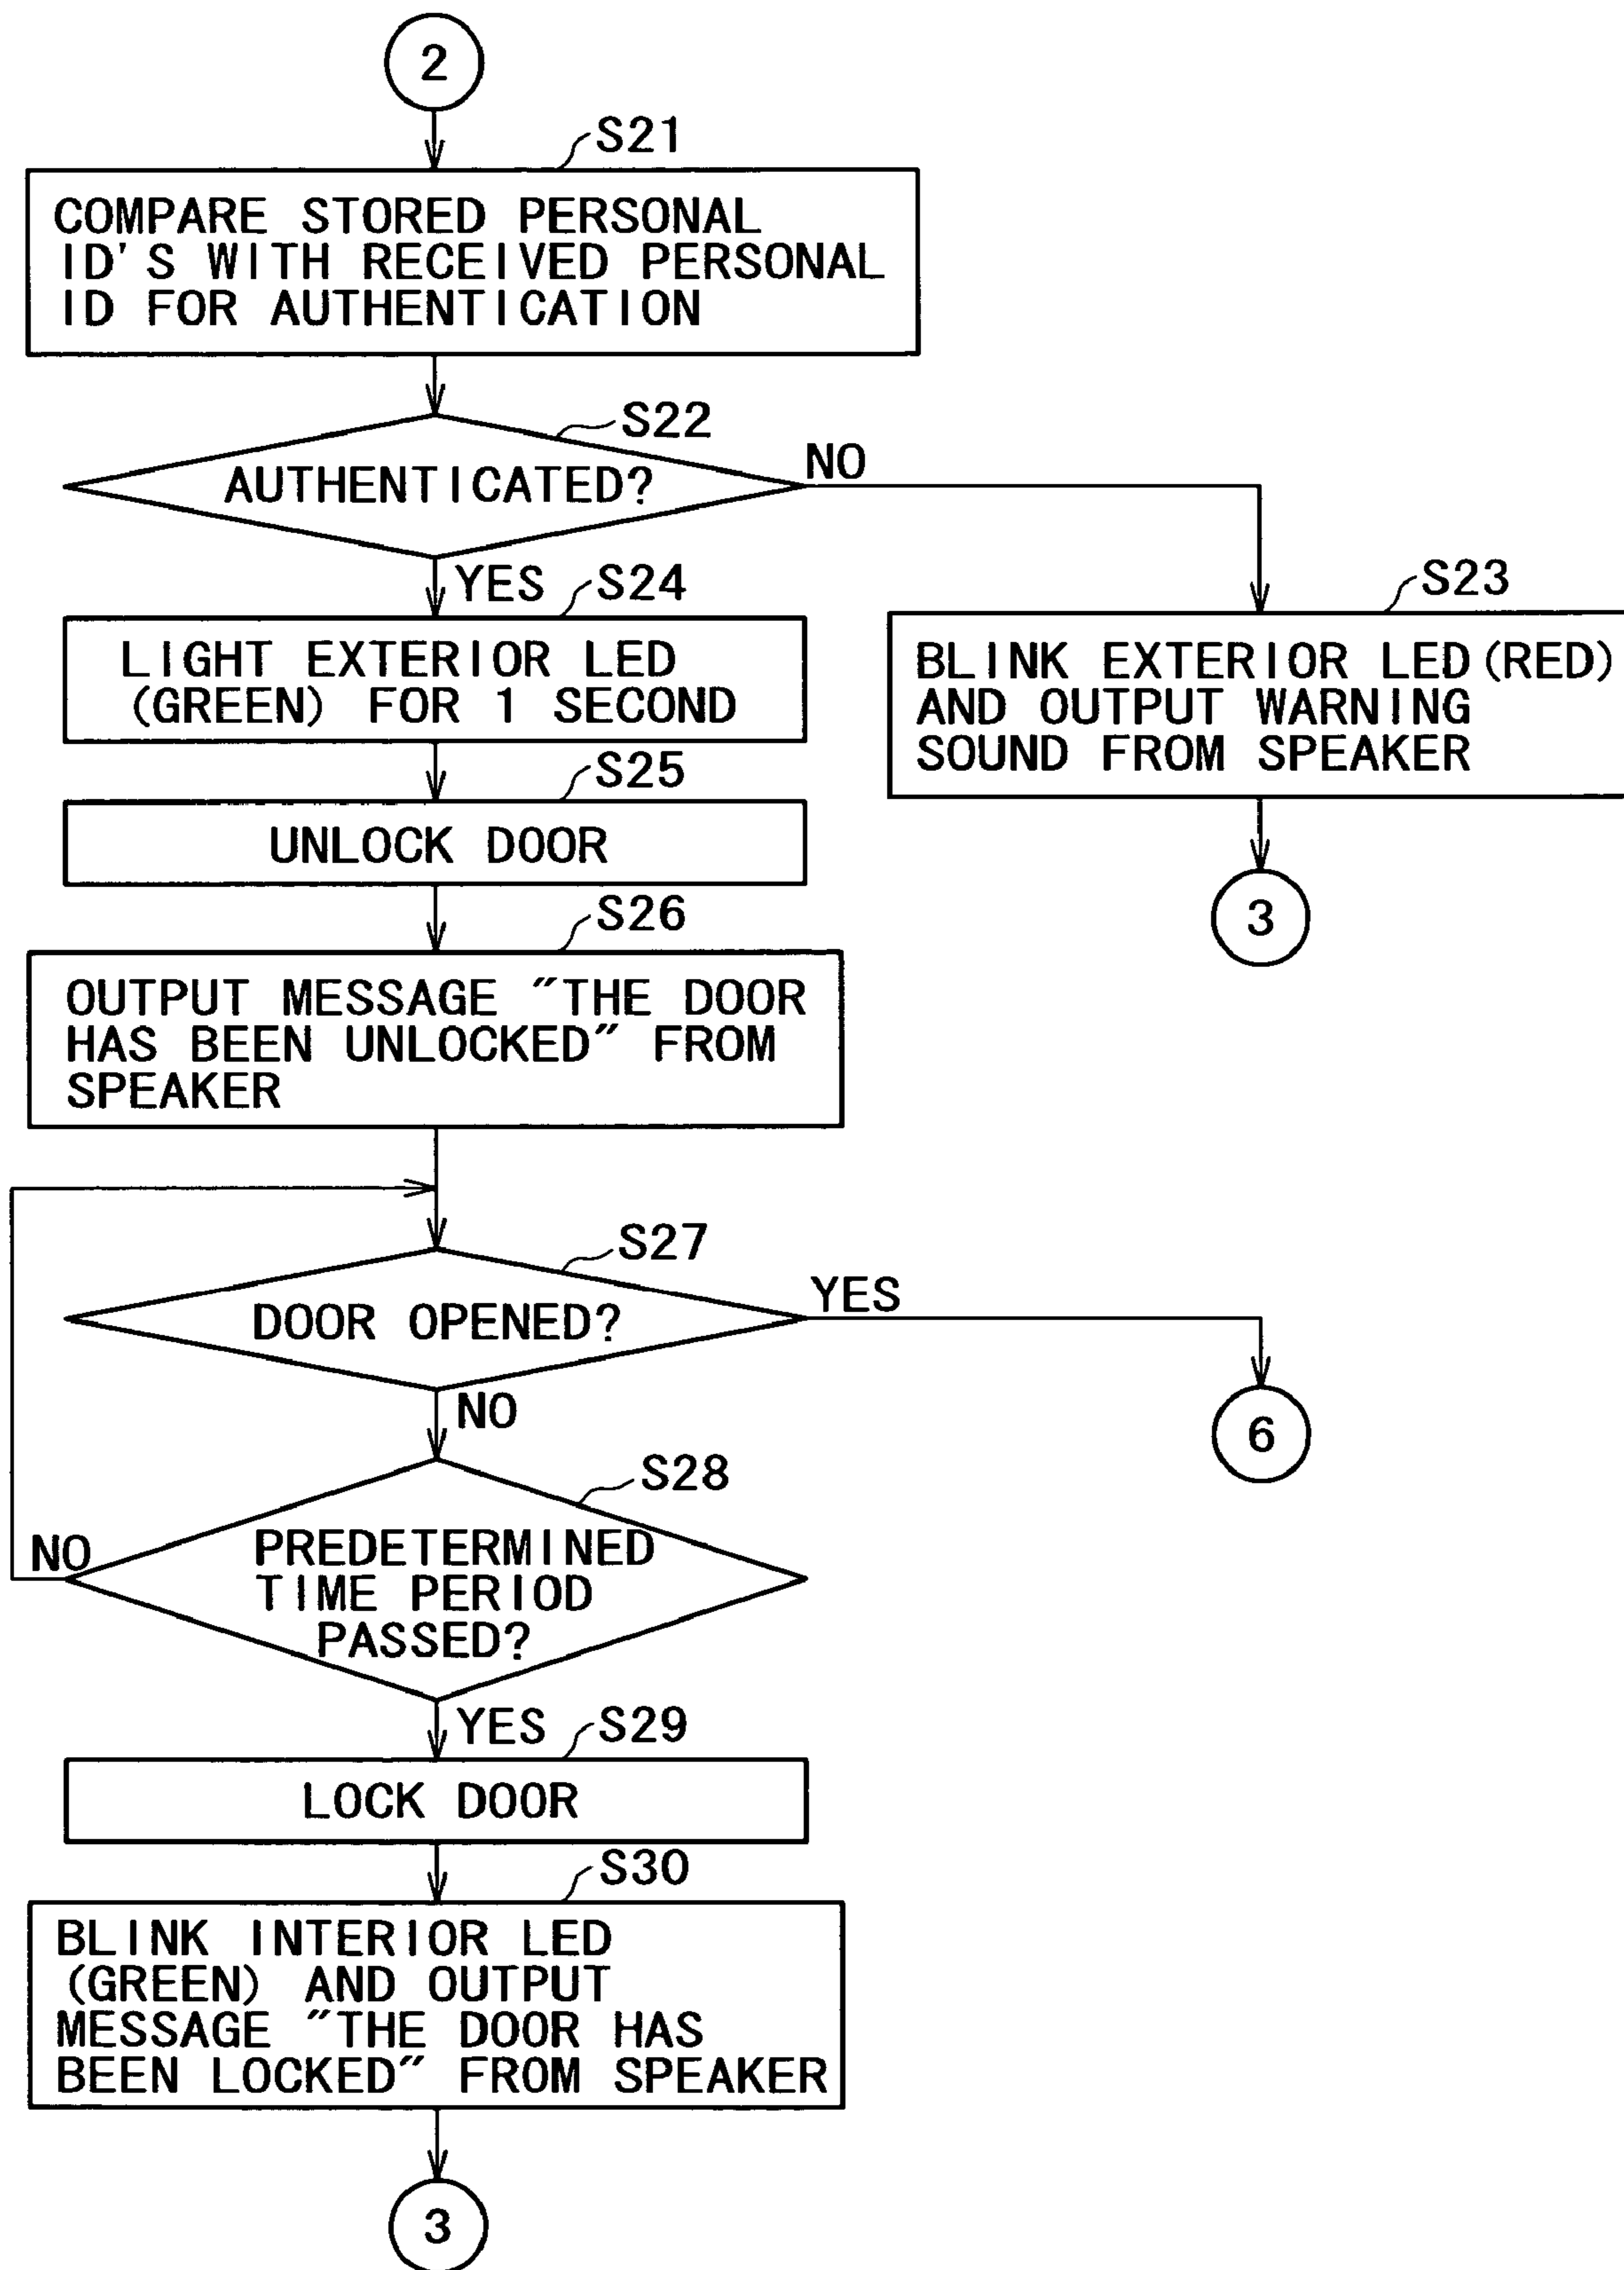 2
S21
COMPARE STORED PERSONAL
ID'S WITH RECEIVED PERSONAL
ID FOR AUTHENTICATION
S22
AUTHENTICATED?
NO
YES
S24
LIGHT EXTERIOR LED
(GREEN) FOR 1 SECOND
S23
BLINK EXTERIOR LED(RED)
AND OUTPUT WARNING
SOUND FROM SPEAKER
3
S25
UNLOCK DOOR
S26
OUTPUT MESSAGE "THE DOOR
HAS BEEN UNLOCKED" FROM
SPEAKER
S27
DOOR OPENED?
YES
6
NO
S28
PREDETERMINED
TIME PERIOD
PASSED?
NO
YES
S29
LOCK DOOR
S30
BLINK INTERIOR LED
(GREEN) AND OUTPUT
MESSAGE "THE DOOR HAS
BEEN LOCKED" FROM SPEAKER
3